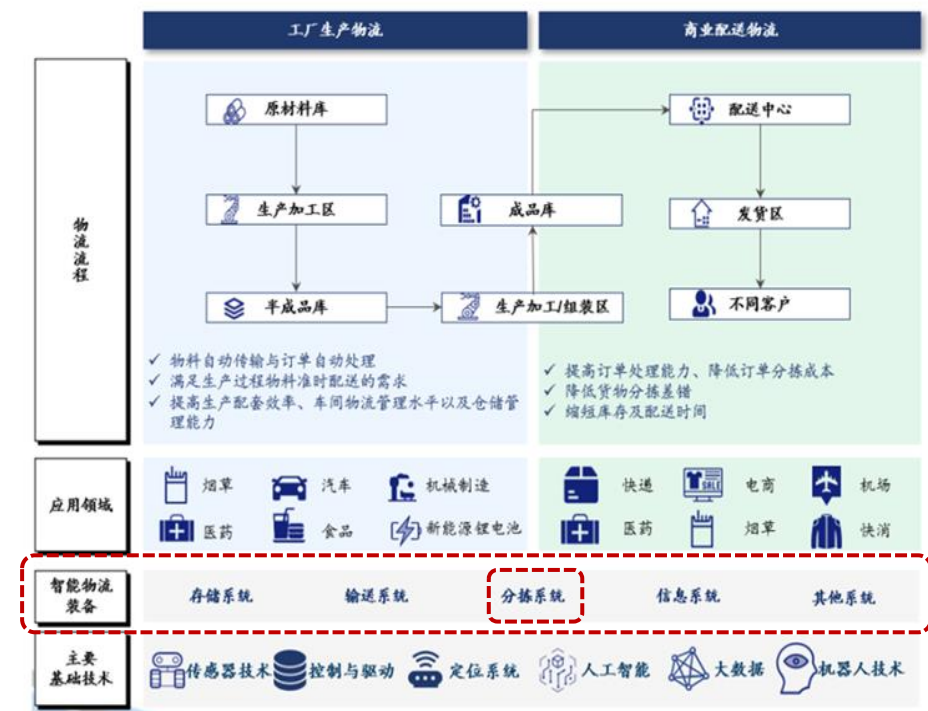 工厂生产物流
商业配送物流
物流流程
原材料库
生产加工区
半成品库
生产加工/组装区
成品库
配送中心
发货区
不同客户
✓ 物料自动传输与订单自动处理
✓ 满足生产过程物料准时配送的需求
✓ 提高生产配套效率、车间物流管理水平以及仓储管
理能力
✓ 提高订单处理能力、降低订单分拣成本
✓ 降低货物分拣差错
✓ 缩短库存及配送时间
应用领域
烟草 汽车 机械制造
医药 食品 新能源锂电池
快递 SALE 电商 机场
医药 烟草 快消
智能物流
装备
存储系统 输送系统 分拣系统 信息系统 其他系统
主要
基础技术
传感器技术 控制与驱动 定位系统 人工智能 大数据 机器人技术